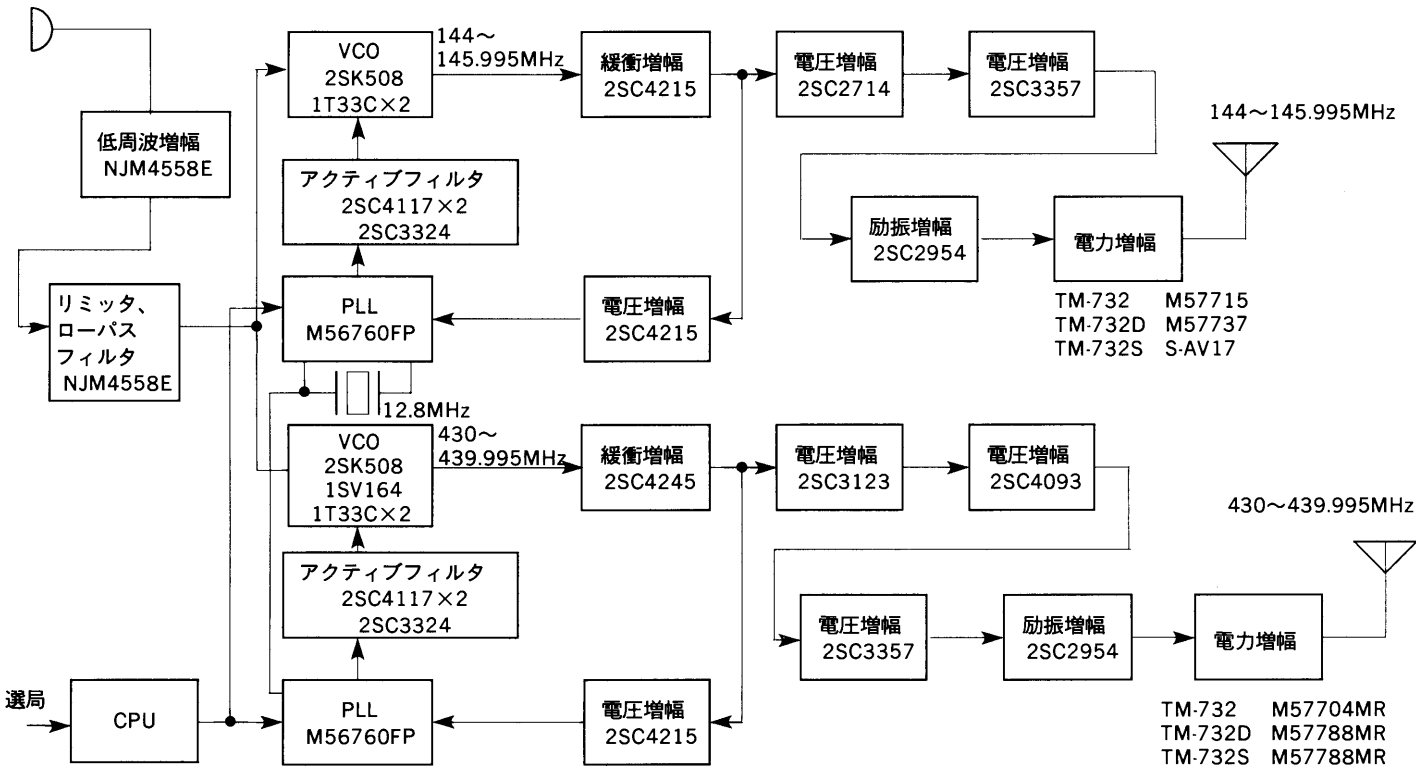 VCO
2SK508
1T33C×2
144～
145.995MHz
緩衝増幅
2SC4215
電圧増幅
2SC2714
電圧増幅
2SC3357
144～145.995MHz
低周波増幅
NJM4558E
アクティブフィルタ
2SC4117×2
2SC3324
励振増幅
2SC2954
電力増幅
リミッタ、
ローパス
フィルタ
NJM4558E
PLL
M56760FP
電圧増幅
2SC4215
TM-732 M57715
TM-732D M57737
TM-732S S-AV17
12.8MHz
VCO
2SK508
1SV164
1T33C×2
430～
439.995MHz
緩衝増幅
2SC4245
電圧増幅
2SC3123
電圧増幅
2SC4093
430～439.995MHz
アクティブフィルタ
2SC4117×2
2SC3324
電圧増幅
2SC3357
励振増幅
2SC2954
電力増幅
選局
CPU
PLL
M56760FP
電圧増幅
2SC4215
TM-732 M57704MR
TM-732D M57788MR
TM-732S M57788MR